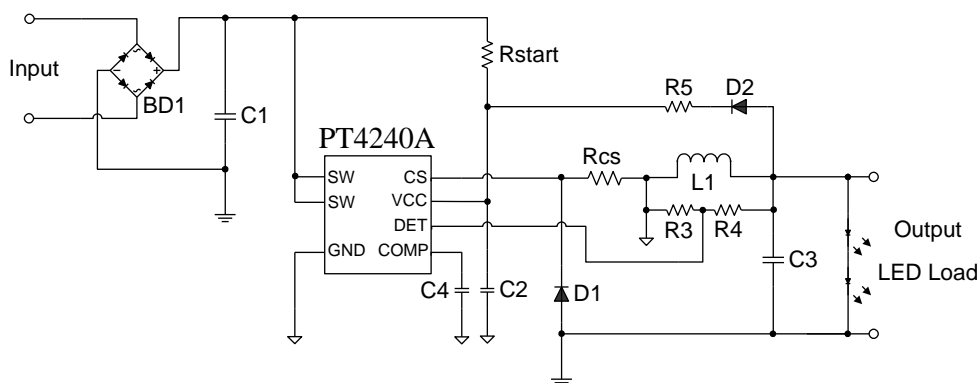 Rstart
Input
BD1
C1
R5 D2
PT4240A
SW CS
SW VCC
DET
GND COMP
Rcs
L1
R3 R4
C4 C2 D1 C3
Output
LED Load